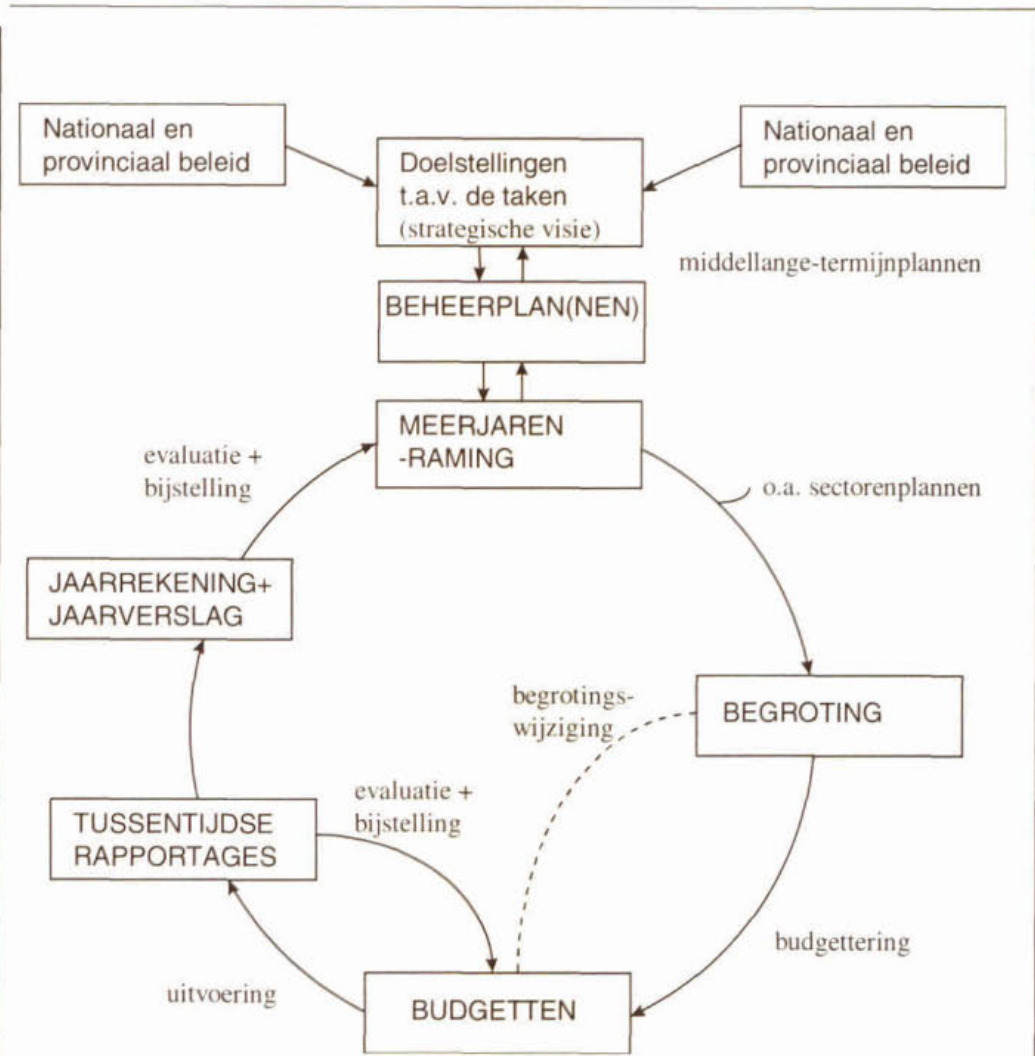 Nationaal en
provinciaal beleid
Doelstellingen
t.a.v. de taken
(strategische visie)
Nationaal en
provinciaal beleid
middellange-termijnplannen
BEHEERPLAN(NEN)
MEERJAREN
-RAMING
evaluatie +
bijstelling
o.a. sectorenplannen
JAARREKENING+
JAARVERSLAG
begrotings-
wijziging
BEGROTING
evaluatie +
bijstelling
TUSSENTIJDSE
RAPPORTAGES
budgettering
uitvoering
BUDGETTEN